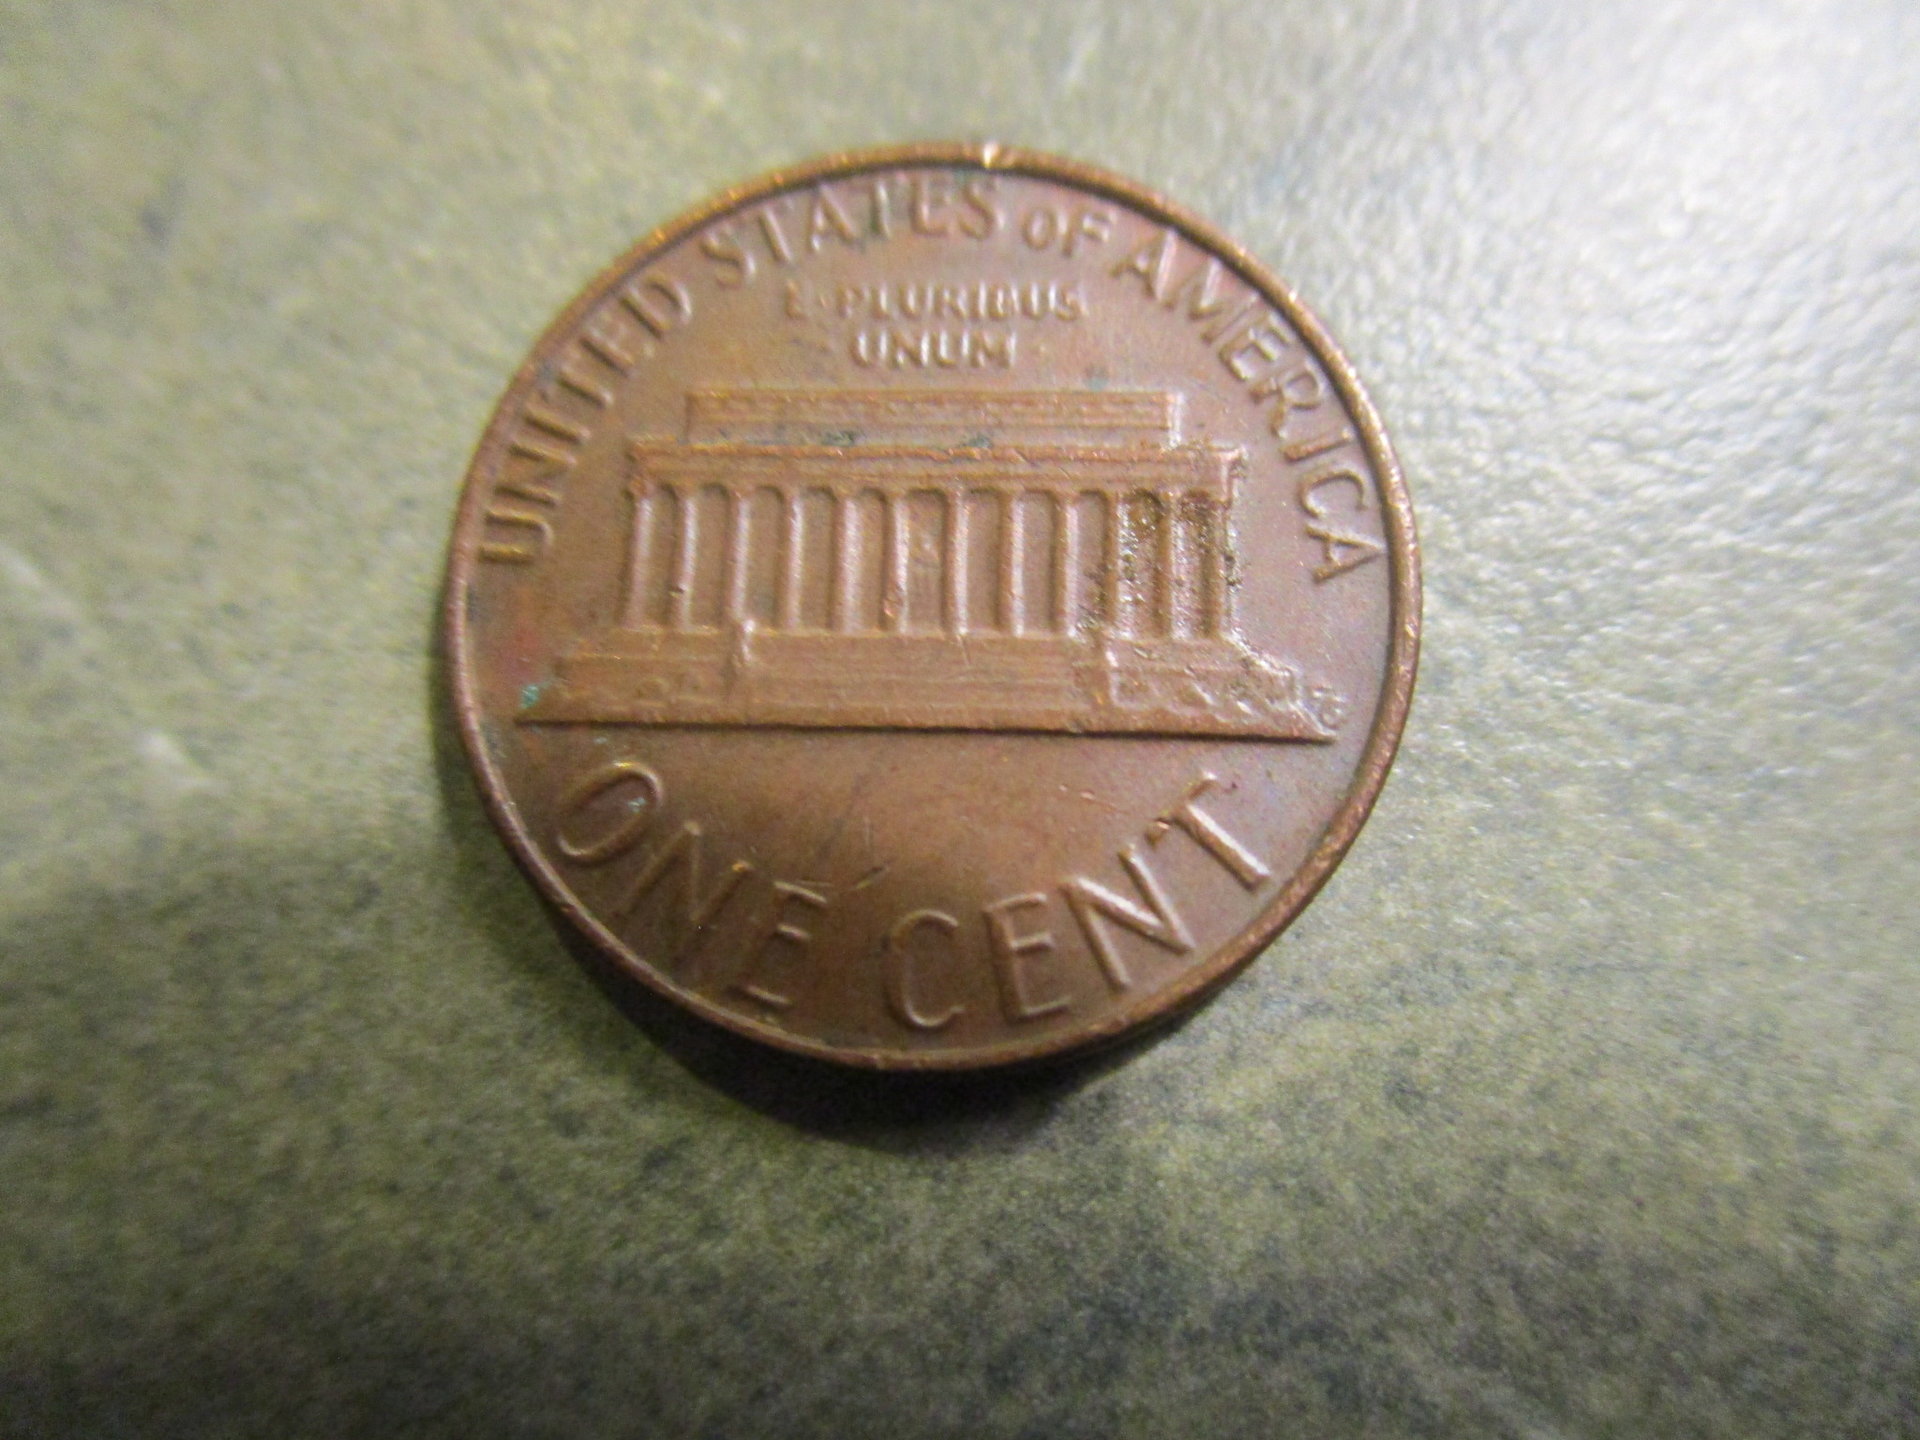 UNITED STATES OF AMERICA
E·PLURIBUS
UNUM
ONE CENT